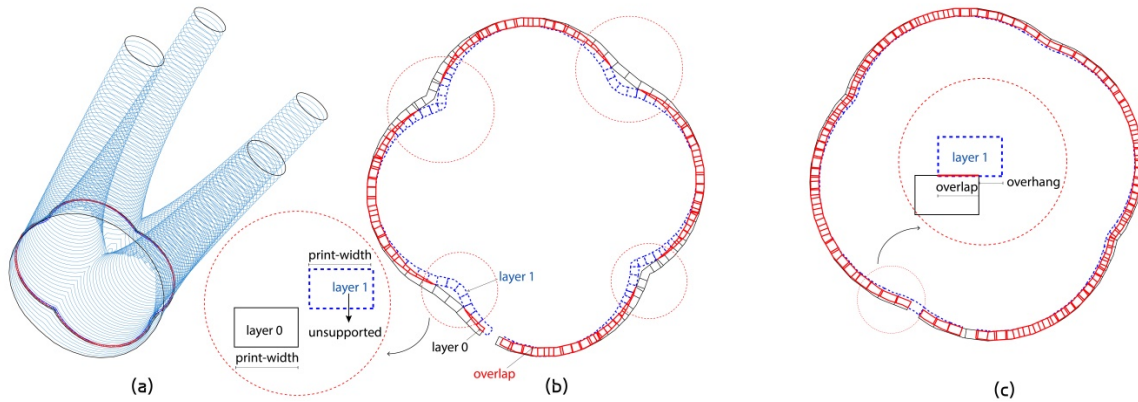 print-width
layer 1
unsupported
layer 0
print-width
layer 1
layer 0
overlap
layer 1
overlap
overhang
(a)
(b)
(c)